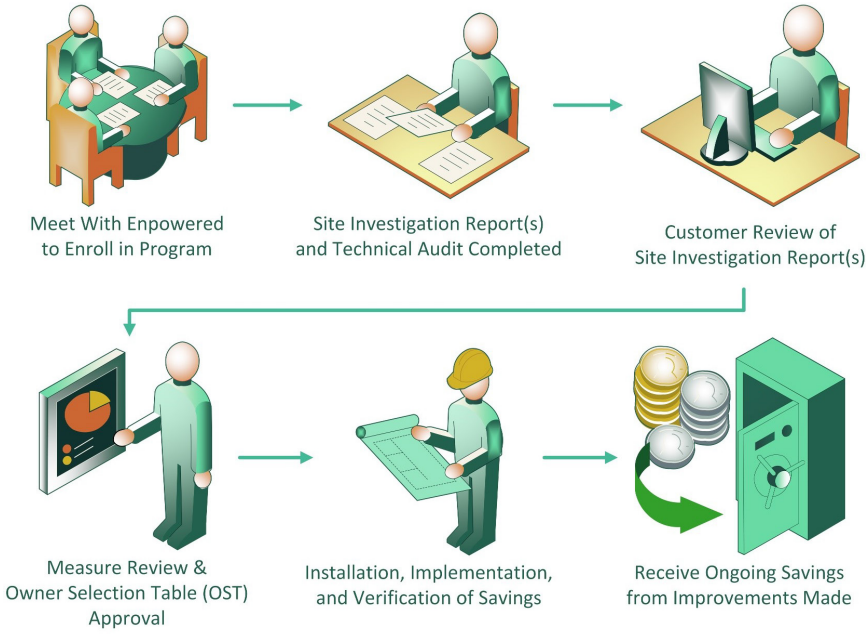 Meet With Enpowered
to Enroll in Program
Site Investigation Report(s)
and Technical Audit Completed
Customer Review of
Site Investigation Report(s)
Measure Review &
Owner Selection Table (OST)
Approval
Installation, Implementation,
and Verification of Savings
Receive Ongoing Savings
from Improvements Made